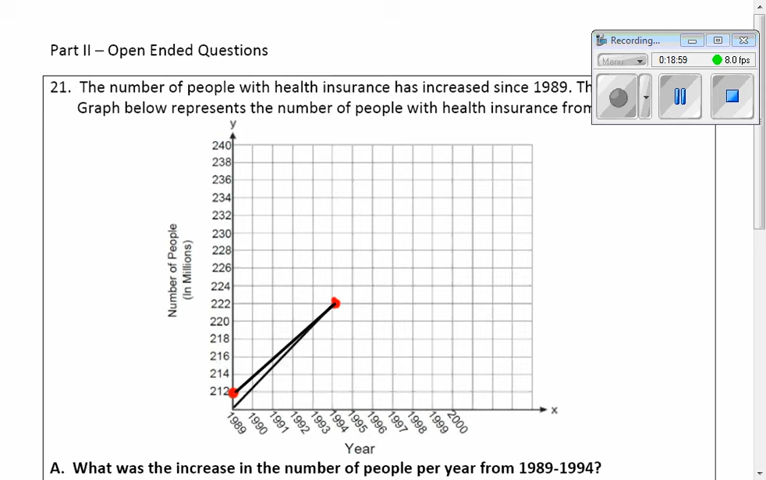 Part II – Open Ended Questions
Recording...
More
0:18:59
8.0 fps
21. The number of people with health insurance has increased since 1989.
Graph below represents the number of people with health insurance from
y
240
238
236
234
232
230
228
226
224
222
220
218
216
214
212
Number of People
(In Millions)
x
1989
1990
1991
1992
1993
1994
1995
1996
1997
1998
1999
2000
Year
A. What was the increase in the number of people per year from 1989-1994?